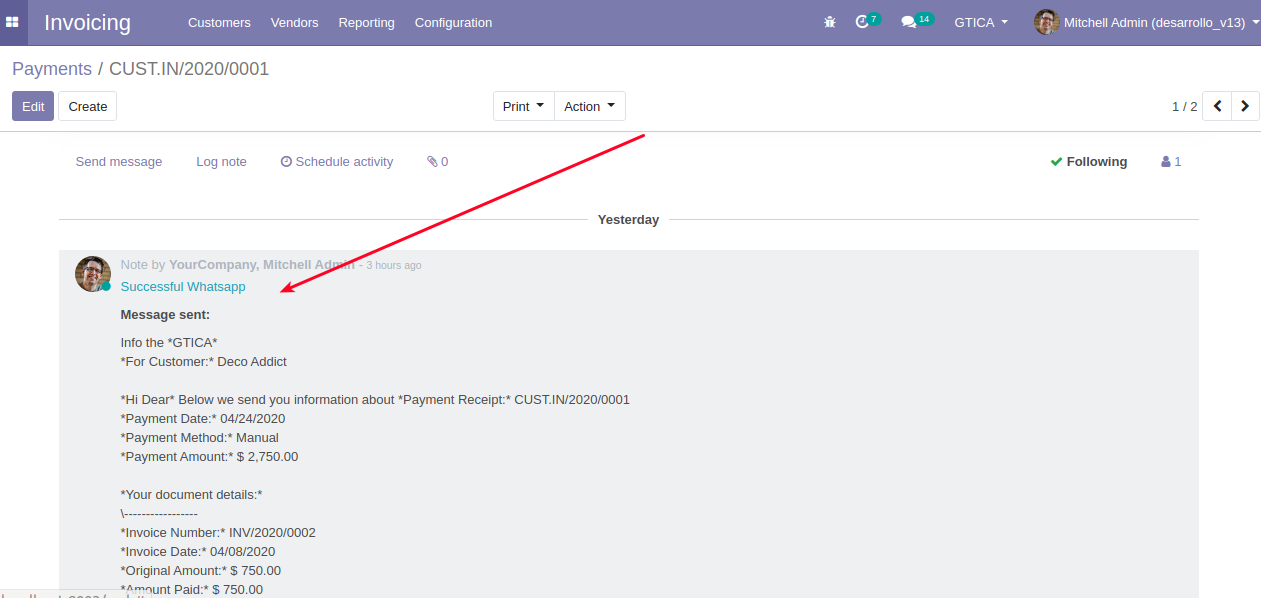 Invoicing Customers Vendors Reporting Configuration 7 14 GTICA Mitchell Admin (desarrollo_v13)
Payments / CUST.IN/2020/0001
Edit Create Print Action 1 / 2
Send message Log note Schedule activity 0 Following 1
Yesterday
Note by YourCompany, Mitchell Admin - 3 hours ago
Successful Whatsapp
Message sent:
Info the *GTICA*
*For Customer:* Deco Addict
*Hi Dear* Below we send you information about *Payment Receipt:* CUST.IN/2020/0001
*Payment Date:* 04/24/2020
*Payment Method:* Manual
*Payment Amount:* $ 2,750.00
*Your document details:*
\-----------------
*Invoice Number:* INV/2020/0002
*Invoice Date:* 04/08/2020
*Original Amount:* $ 750.00
*Amount Paid:* $ 750.00